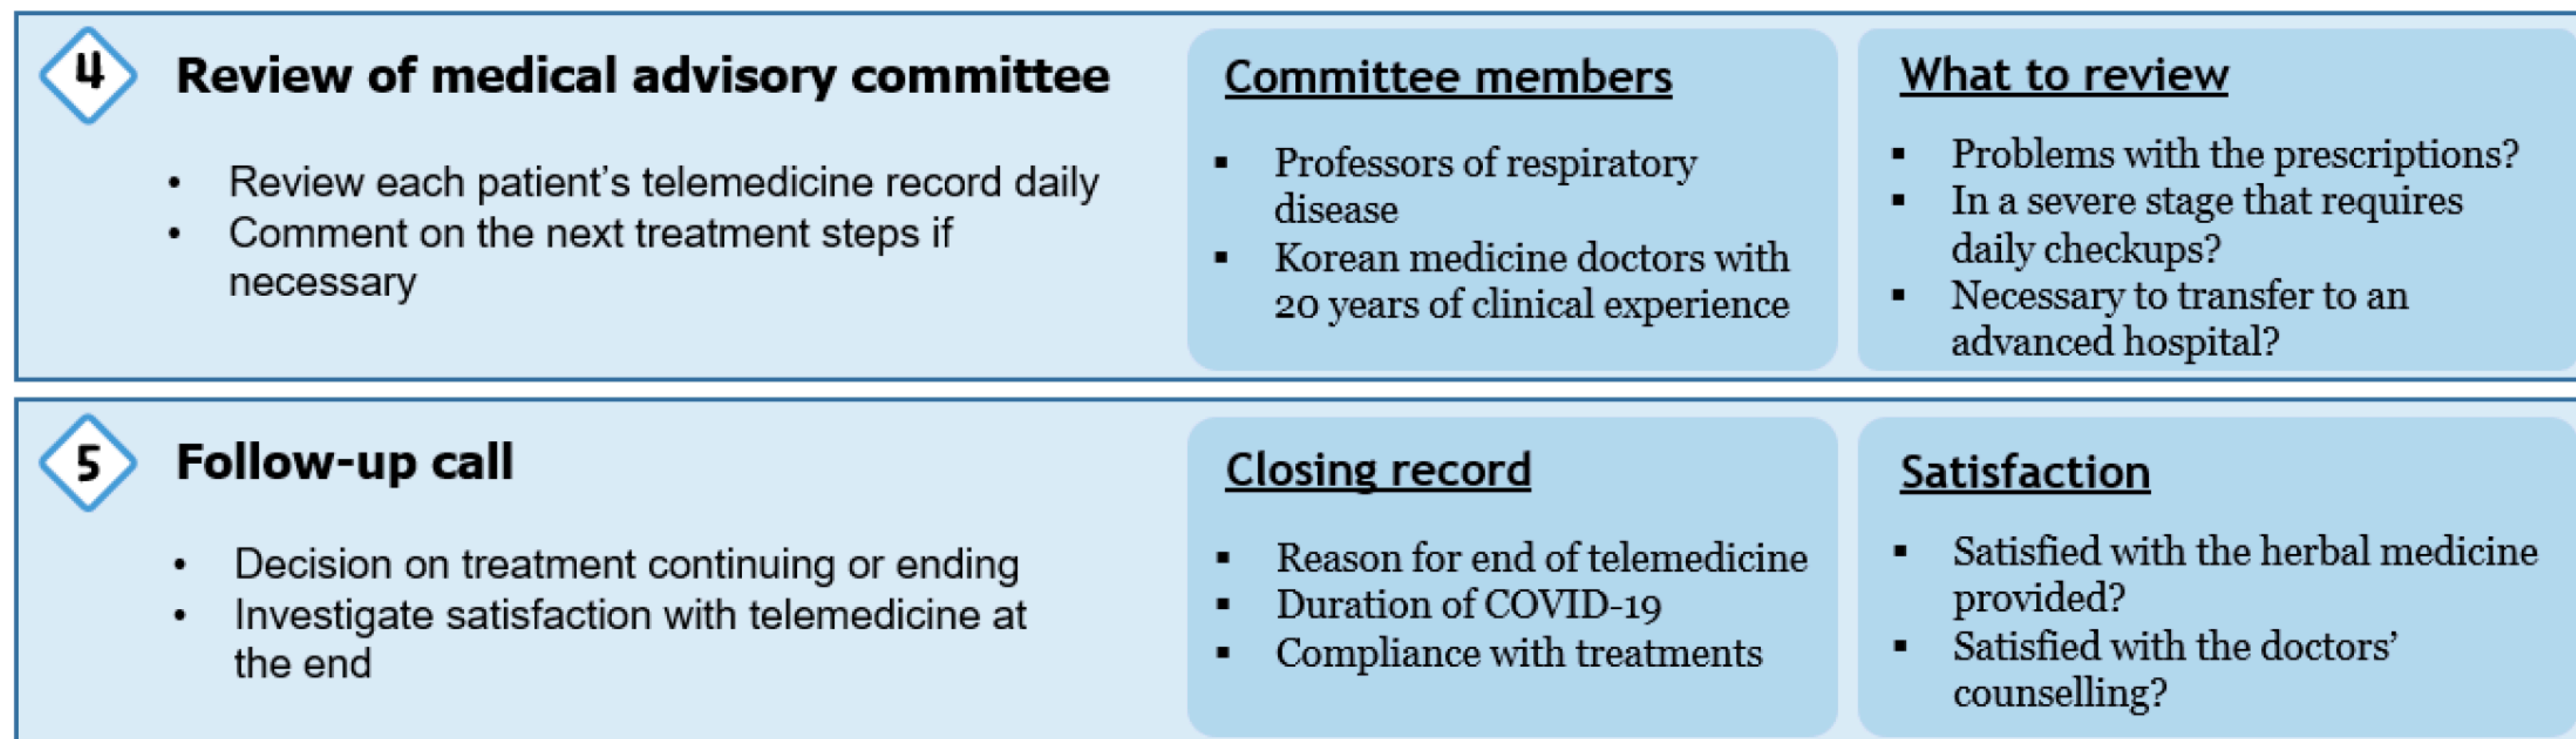 4
Review of medical advisory committee
• Review each patient's telemedicine record daily
• Comment on the next treatment steps if
necessary
Committee members
▪ Professors of respiratory
disease
▪ Korean medicine doctors with
20 years of clinical experience
What to review
▪ Problems with the prescriptions?
▪ In a severe stage that requires
daily checkups?
▪ Necessary to transfer to an
advanced hospital?
5
Follow-up call
• Decision on treatment continuing or ending
• Investigate satisfaction with telemedicine at
the end
Closing record
▪ Reason for end of telemedicine
▪ Duration of COVID-19
▪ Compliance with treatments
Satisfaction
▪ Satisfied with the herbal medicine
provided?
▪ Satisfied with the doctors’
counselling?